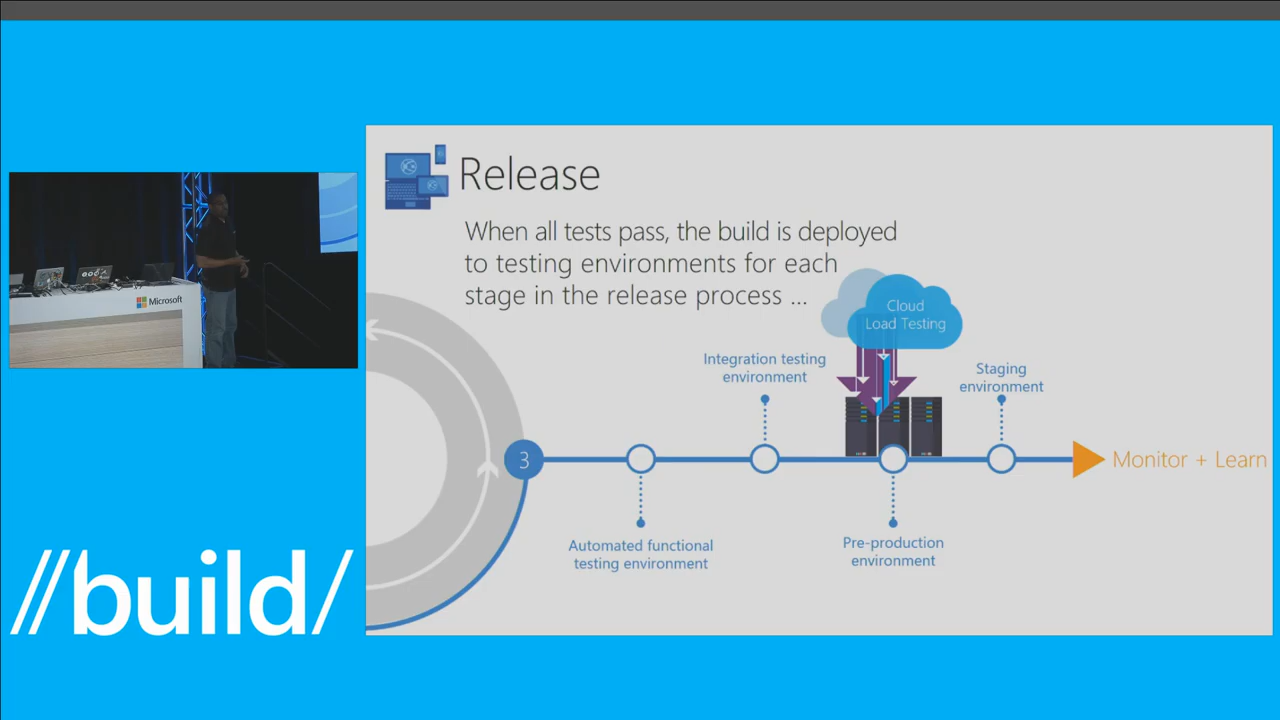 Release
When all tests pass, the build is deployed
to testing environments for each
stage in the release process ...
Cloud
Load Testing
Integration testing
environment
Staging
environment
3
Monitor + Learn
Automated functional
testing environment
Pre-production
environment
Microsoft
//build/